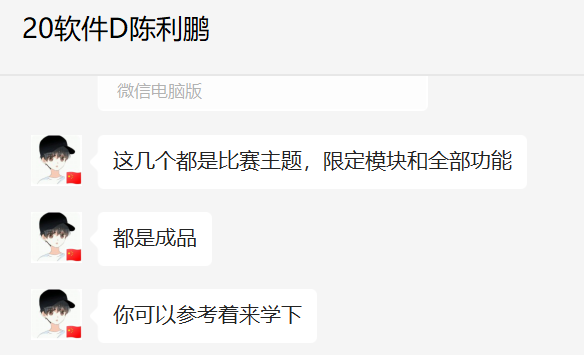 20软件D陈利鹏
微信电脑版
这几个都是比赛主题，限定模块和全部功能
都是成品
你可以参考着来学下